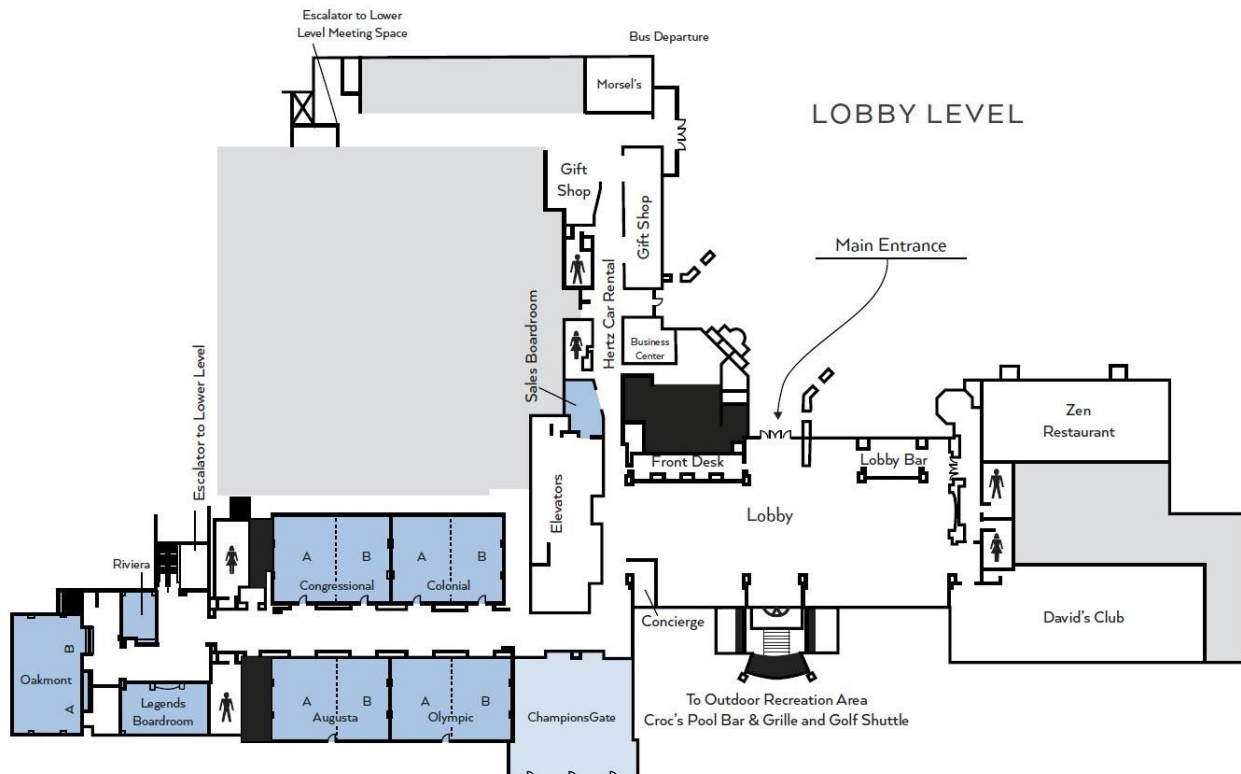 Escalator to Lower
Level Meeting Space
Bus Departure
Morsel's
LOBBY LEVEL
Gift
Shop
Gift Shop
Main Entrance
Hertz Car Rental
Sales Boardroom
Business
Center
Escalator to Lower Level
Zen
Restaurant
Front Desk
Lobby Bar
Elevators
Lobby
Riviera
A
B
Congressional
A
B
Colonial
Concierge
David's Club
B
Oakmont
A
Legends
Boardroom
A
B
Augusta
A
B
Olympic
ChampionsGate
To Outdoor Recreation Area
Croc's Pool Bar & Grille and Golf Shuttle